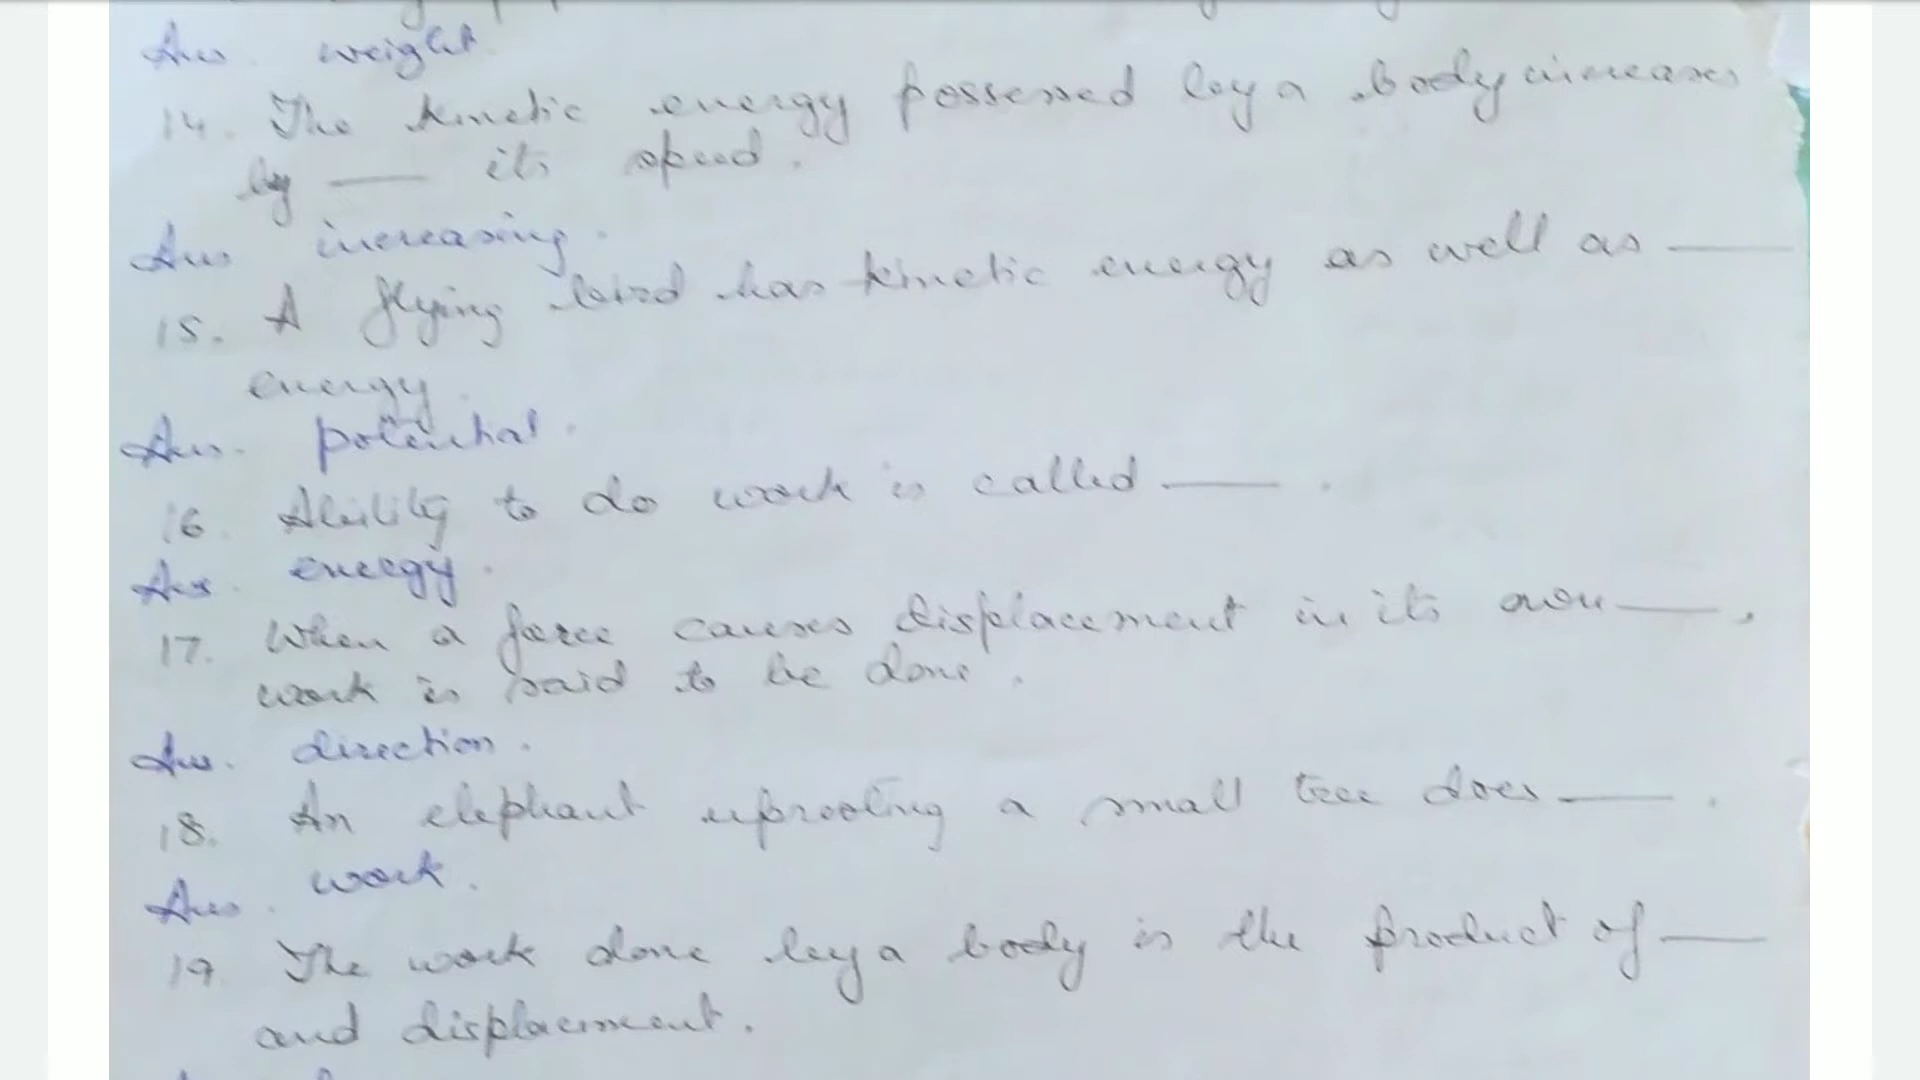 Ans. weight
14. The kinetic energy possessed by a body increases
by ___ its speed.
Ans increasing.
15. A flying bird has kinetic energy as well as ___
energy.
Ans. potential.
16. Ability to do work is called ___.
Ans. energy.
17. When a force causes displacement in its own ___,
work is said to be done.
Ans. direction.
18. An elephant uprooting a small tree does ___.
Ans. work.
19. The work done by a body is the product of ___
and displacement.